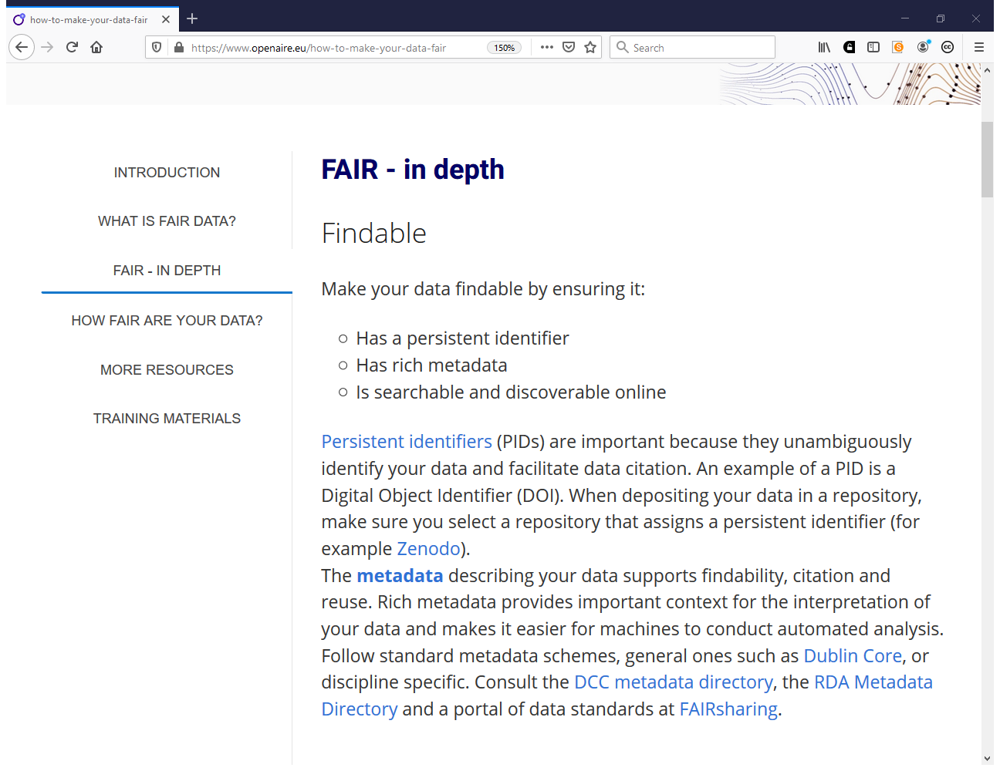 how-to-make-your-data-fair
https://www.openaire.eu/how-to-make-your-data-fair
150%
Search
INTRODUCTION
WHAT IS FAIR DATA?
FAIR - IN DEPTH
HOW FAIR ARE YOUR DATA?
MORE RESOURCES
TRAINING MATERIALS
FAIR - in depth
Findable
Make your data findable by ensuring it:
Has a persistent identifier
Has rich metadata
Is searchable and discoverable online
Persistent identifiers (PIDs) are important because they unambiguously
identify your data and facilitate data citation. An example of a PID is a
Digital Object Identifier (DOI). When depositing your data in a repository,
make sure you select a repository that assigns a persistent identifier (for
example Zenodo).
The metadata describing your data supports findability, citation and
reuse. Rich metadata provides important context for the interpretation of
your data and makes it easier for machines to conduct automated analysis.
Follow standard metadata schemes, general ones such as Dublin Core, or
discipline specific. Consult the DCC metadata directory, the RDA Metadata
Directory and a portal of data standards at FAIRsharing.